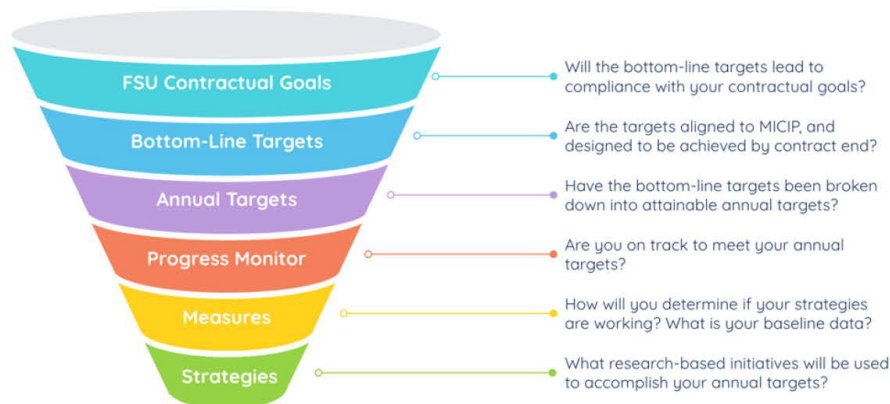 FSU Contractual Goals
Will the bottom-line targets lead to
compliance with your contractual goals?
Bottom-Line Targets
Are the targets aligned to MICIP, and
designed to be achieved by contract end?
Annual Targets
Have the bottom-line targets been broken
down into attainable annual targets?
Progress Monitor
Are you on track to meet your annual
targets?
Measures
How will you determine if your strategies
are working? What is your baseline data?
Strategies
What research-based initiatives will be used
to accomplish your annual targets?